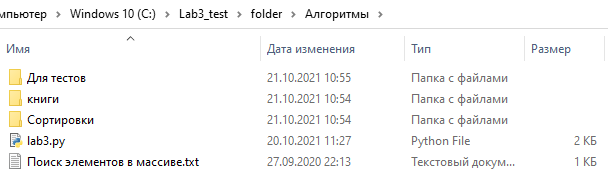 мпьютер > Windows 10 (C:) > Lab3_test > folder > Алгоритмы >
Имя Дата изменения Тип Размер
Для тестов 21.10.2021 10:55 Папка с файлами
книги 21.10.2021 10:54 Папка с файлами
Сортировки 21.10.2021 10:54 Папка с файлами
lab3.py 20.10.2021 11:27 Python File 2 КБ
Поиск элементов в массиве.txt 27.09.2020 22:13 Текстовый докум... 1 КБ